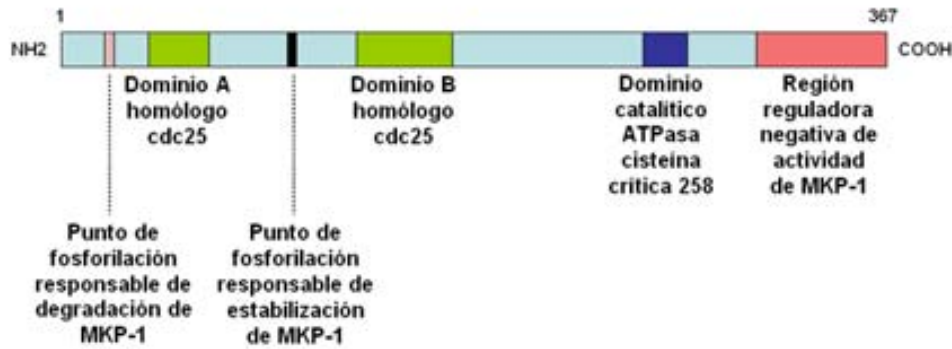 1
367
NH2
COOH
Dominio A
homólogo
cdc25
Dominio B
homólogo
cdc25
Dominio
catalítico
ATPasa
cisteína
crítica 258
Región
reguladora
negativa de
actividad
de MKP-1
Punto de
fosforilación
responsable de
degradación de
MKP-1
Punto de
fosforilación
responsable de
estabilización
de MKP-1